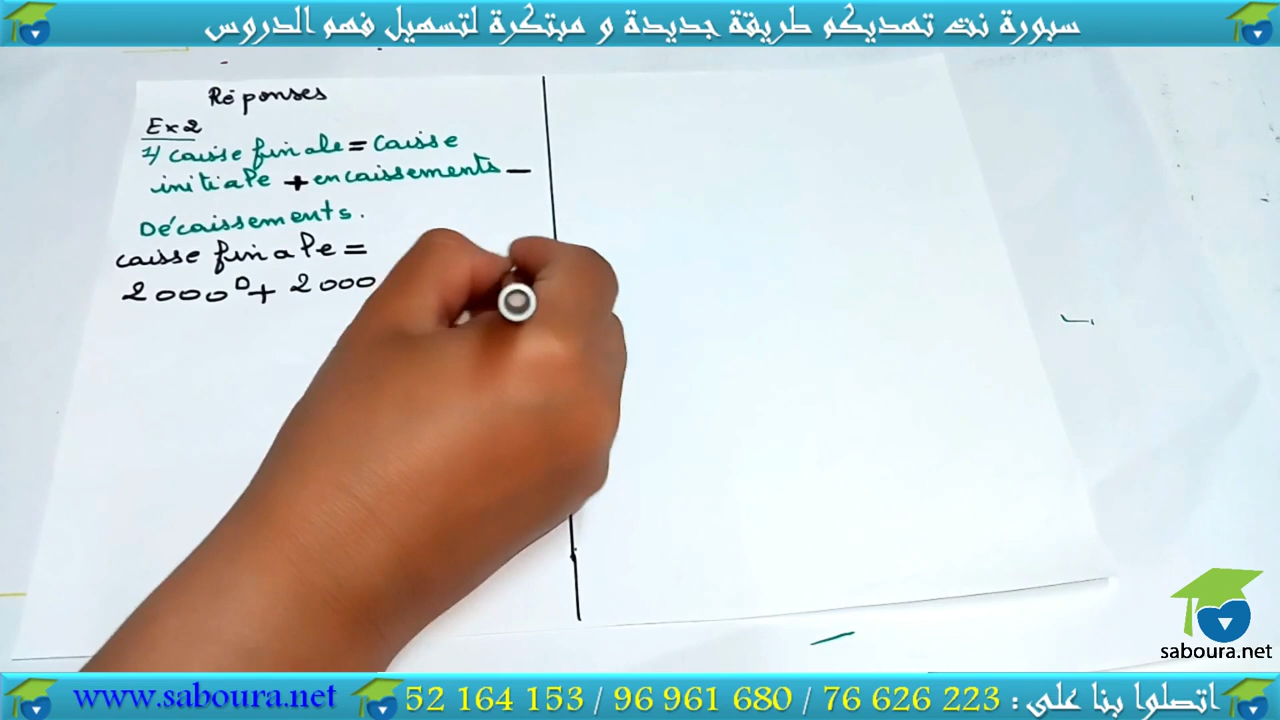 سبورة نت تهديكم طريقة جديدة و مبتكرة لتسهيل فهم الدروس
Réponses
Ex2
1/ caisse finale = caisse
initiale + encaissements -
Décaissements.
caisse finale =
2000D + 2000
saboura.net
www.saboura.net
52 164 153 / 96 961 680 / 76 626 223 : اتصلوا بنا على